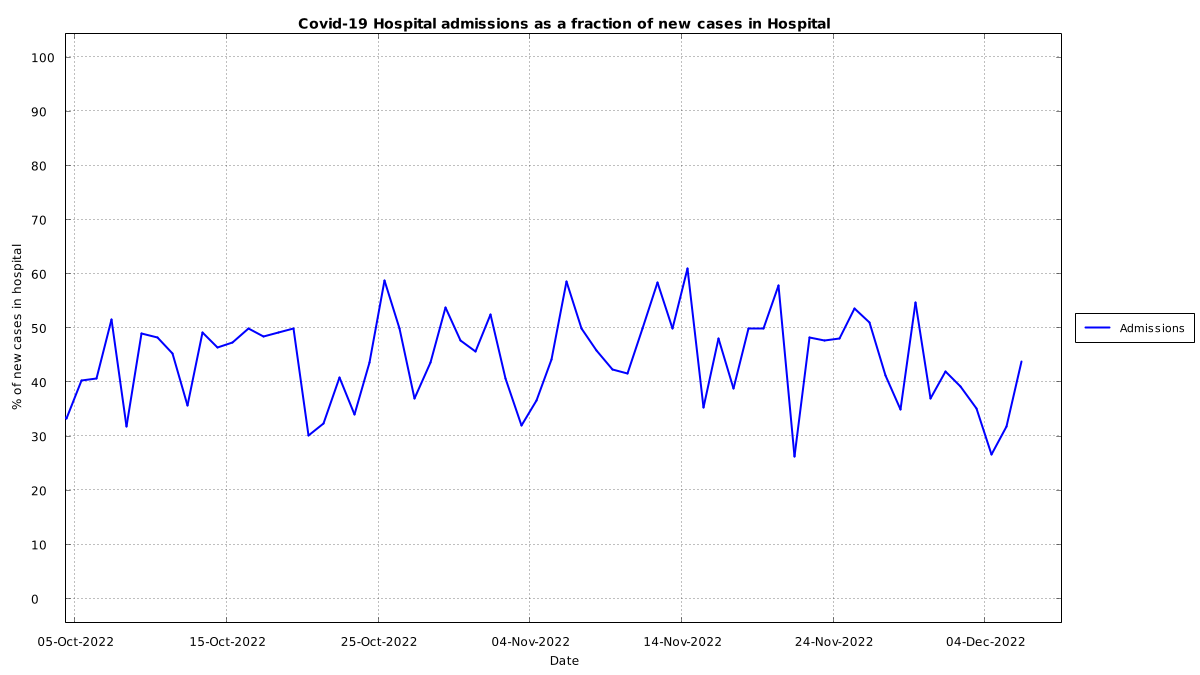 Covid-19 Hospital admissions as a fraction of new cases in Hospital
100
90
80
70
60
50
40
30
20
10
0
% of new cases in hospital
05-Oct-2022
15-Oct-2022
25-Oct-2022
04-Nov-2022
14-Nov-2022
24-Nov-2022
04-Dec-2022
Date
Admissions